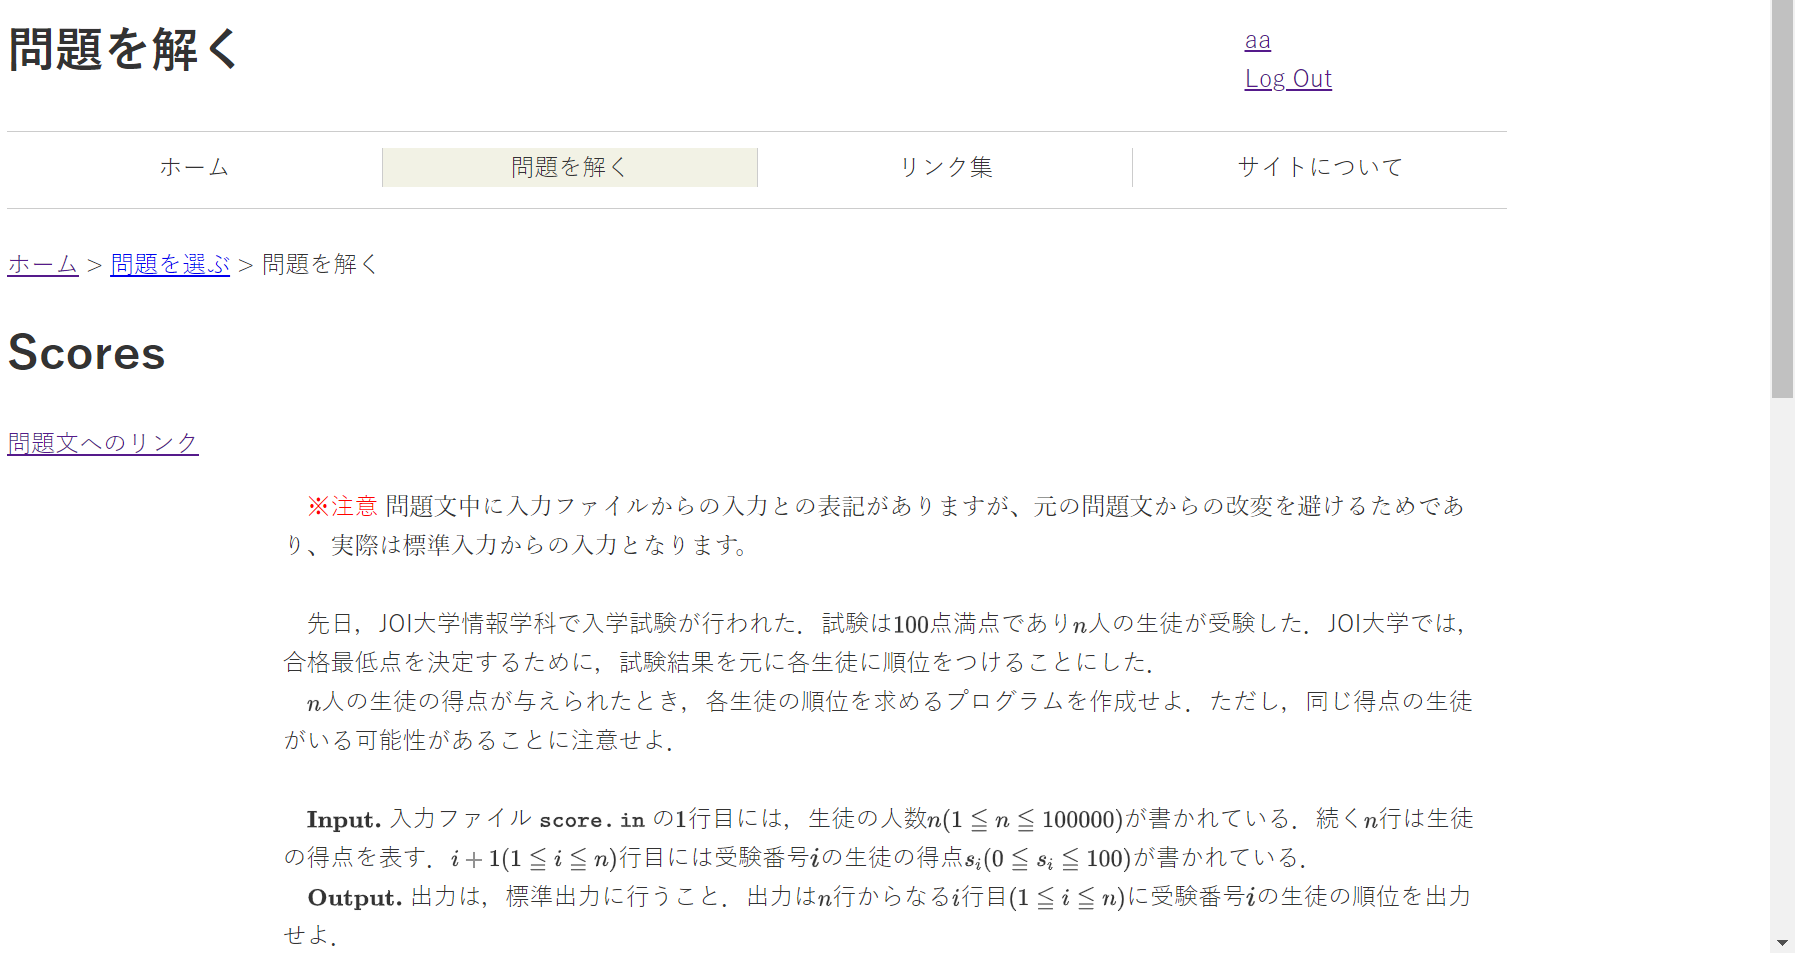 問題を解く
aa
Log Out
ホーム 問題を解く リンク集 サイトについて
ホーム > 問題を選ぶ > 問題を解く
Scores
問題文へのリンク
※注意 問題文中に入力ファイルからの入力との表記がありますが、元の問題文からの改変を避けるためであ
り、実際は標準入力からの入力となります。
先日，JOI大学情報学科で入学試験が行われた．試験は100点満点でありn人の生徒が受験した．JOI大学では，
合格最低点を決定するために，試験結果を元に各生徒に順位をつけることにした．
n人の生徒の得点が与えられたとき，各生徒の順位を求めるプログラムを作成せよ．ただし，同じ得点の生徒
がいる可能性があることに注意せよ．
Input. 入力ファイル score.in の1行目には，生徒の人数n(1 ≦ n ≦ 100000)が書かれている．続くn行は生徒
の得点を表す．i + 1(1 ≦ i ≦ n)行目には受験番号iの生徒の得点sᵢ(0 ≦ sᵢ ≦ 100)が書かれている．
Output. 出力は，標準出力に行うこと．出力はn行からなるi行目(1 ≦ i ≦ n)に受験番号iの生徒の順位を出力
せよ．